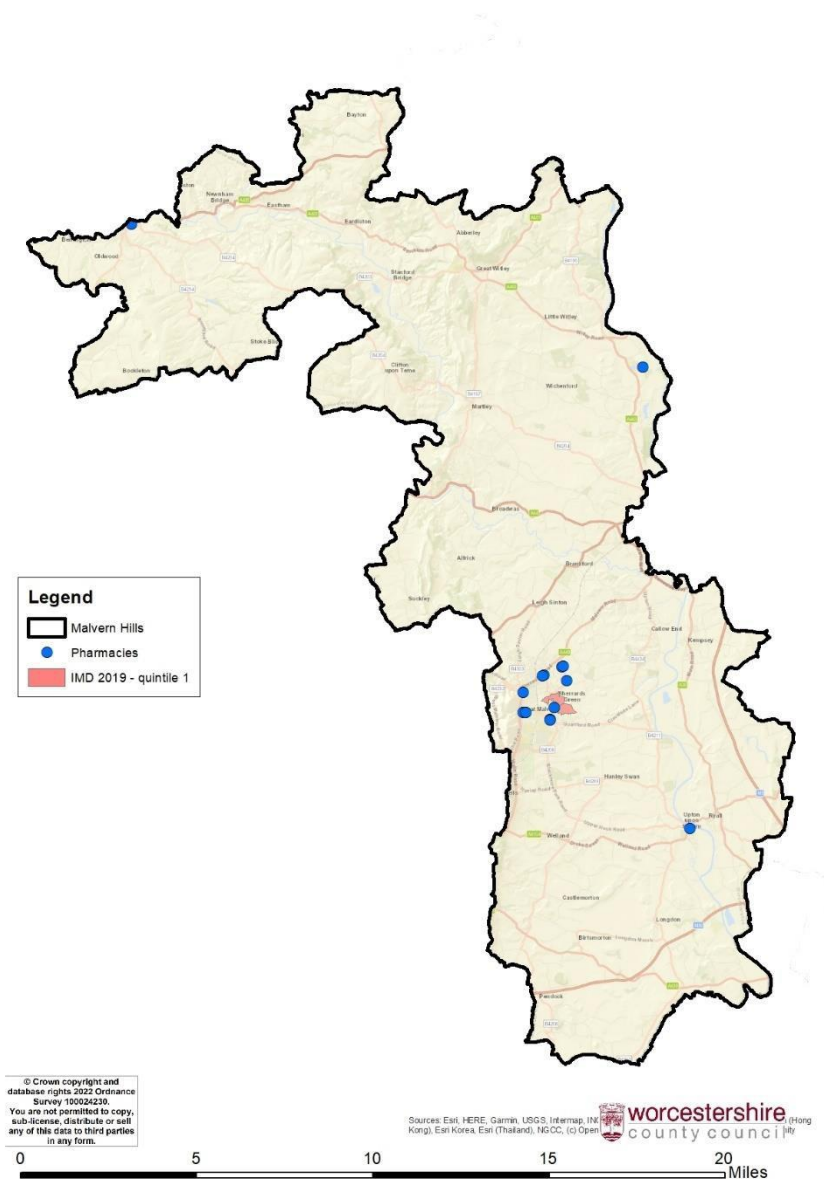 Bayton
Newnham
Bridge
Eastham
Eardiston
Abberley
Oldwood
Stanford
Bridge
Great Witley
Little Witley
Bockleton
Clifton
upon Teme
Wichenford
Martley
Broadwas
Alfrick
Bransford
Suckley
Leigh Sinton
Callow End
Kempsey
Legend
Malvern Hills
Pharmacies
IMD 2019 - quintile 1
Sherrards
Green
Hanley Swan
Upton
upon
Ryall
Welland
Castlemorton
Longdon
Birtsmorton
Pendock
© Crown copyright and
database rights 2022 Ordnance
Survey 100024230.
You are not permitted to copy,
sub-license, distribute or sell
any of this data to third parties
in any form.
Sources: Esri, HERE, Garmin, USGS, Intermap, (Hong
Kong), Esri Korea, Esri (Thailand), NGCC, (c) Open
worcestershire
county council
0 5 10 15 20 Miles